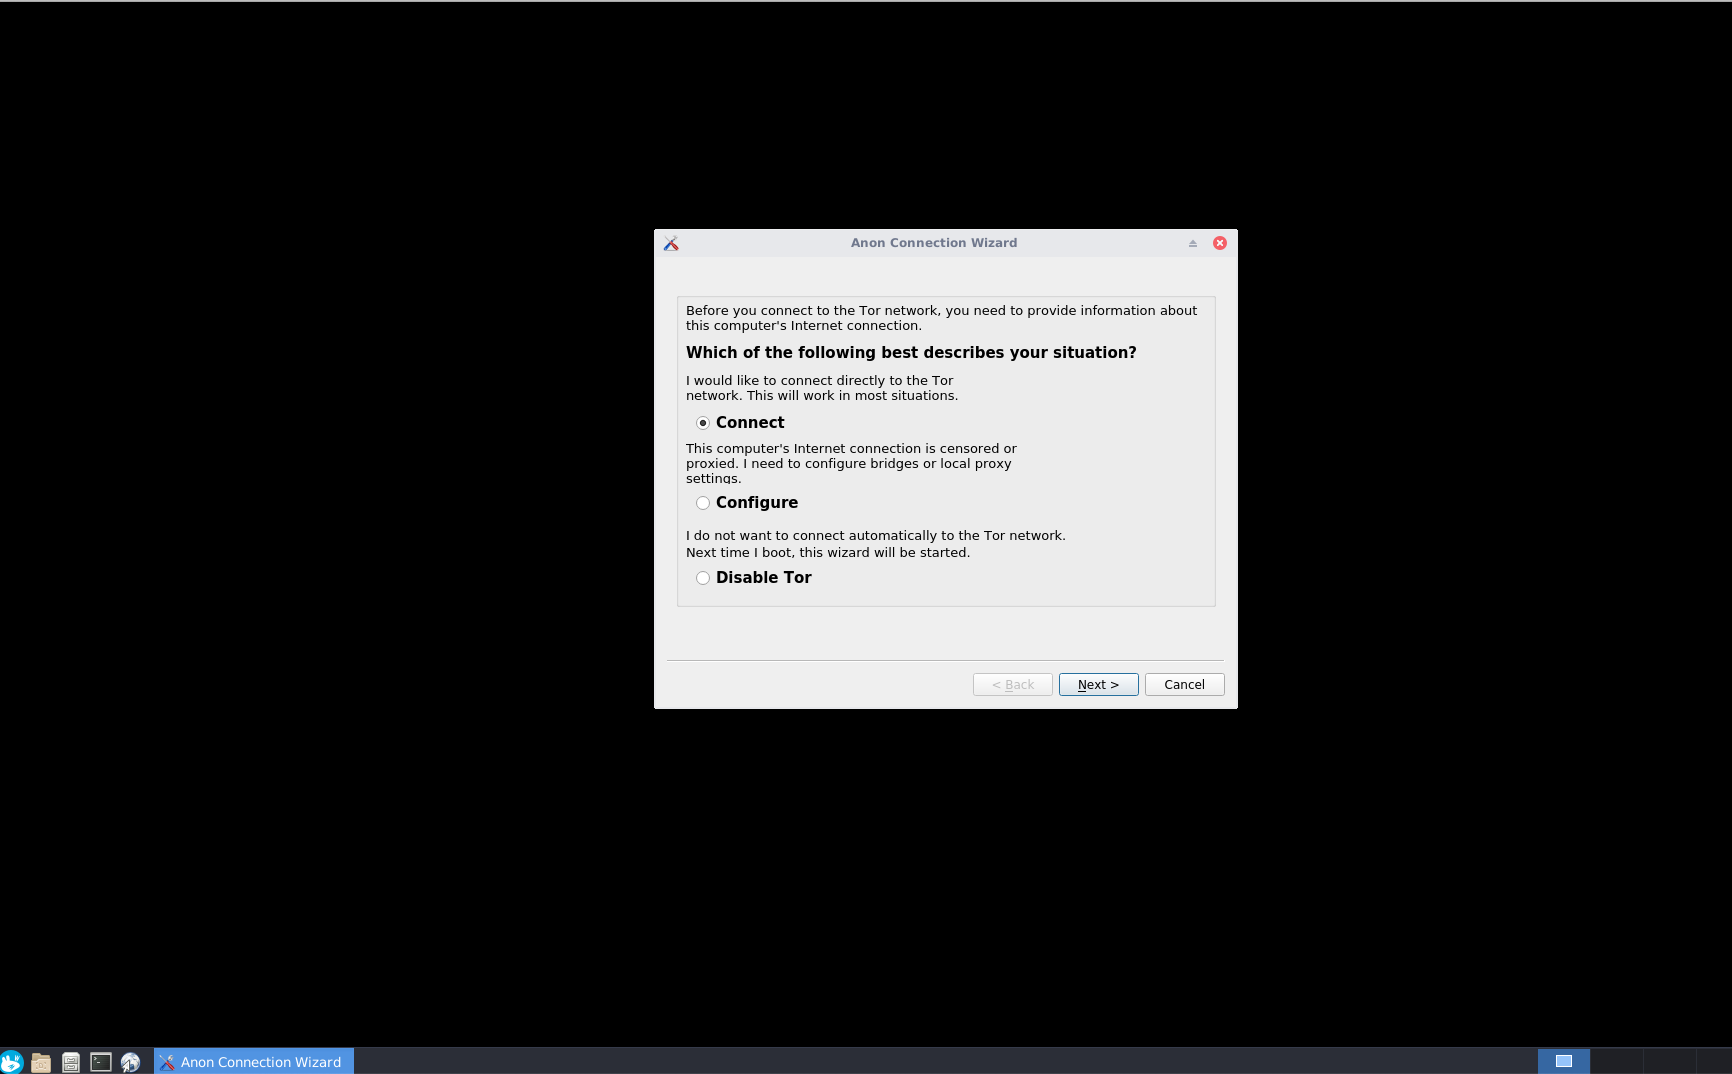 Anon Connection Wizard
Before you connect to the Tor network, you need to provide information about
this computer's Internet connection.
Which of the following best describes your situation?
I would like to connect directly to the Tor
network. This will work in most situations.
Connect
This computer's Internet connection is censored or
proxied. I need to configure bridges or local proxy
settings.
Configure
I do not want to connect automatically to the Tor network.
Next time I boot, this wizard will be started.
Disable Tor
< Back
Next >
Cancel
Anon Connection Wizard